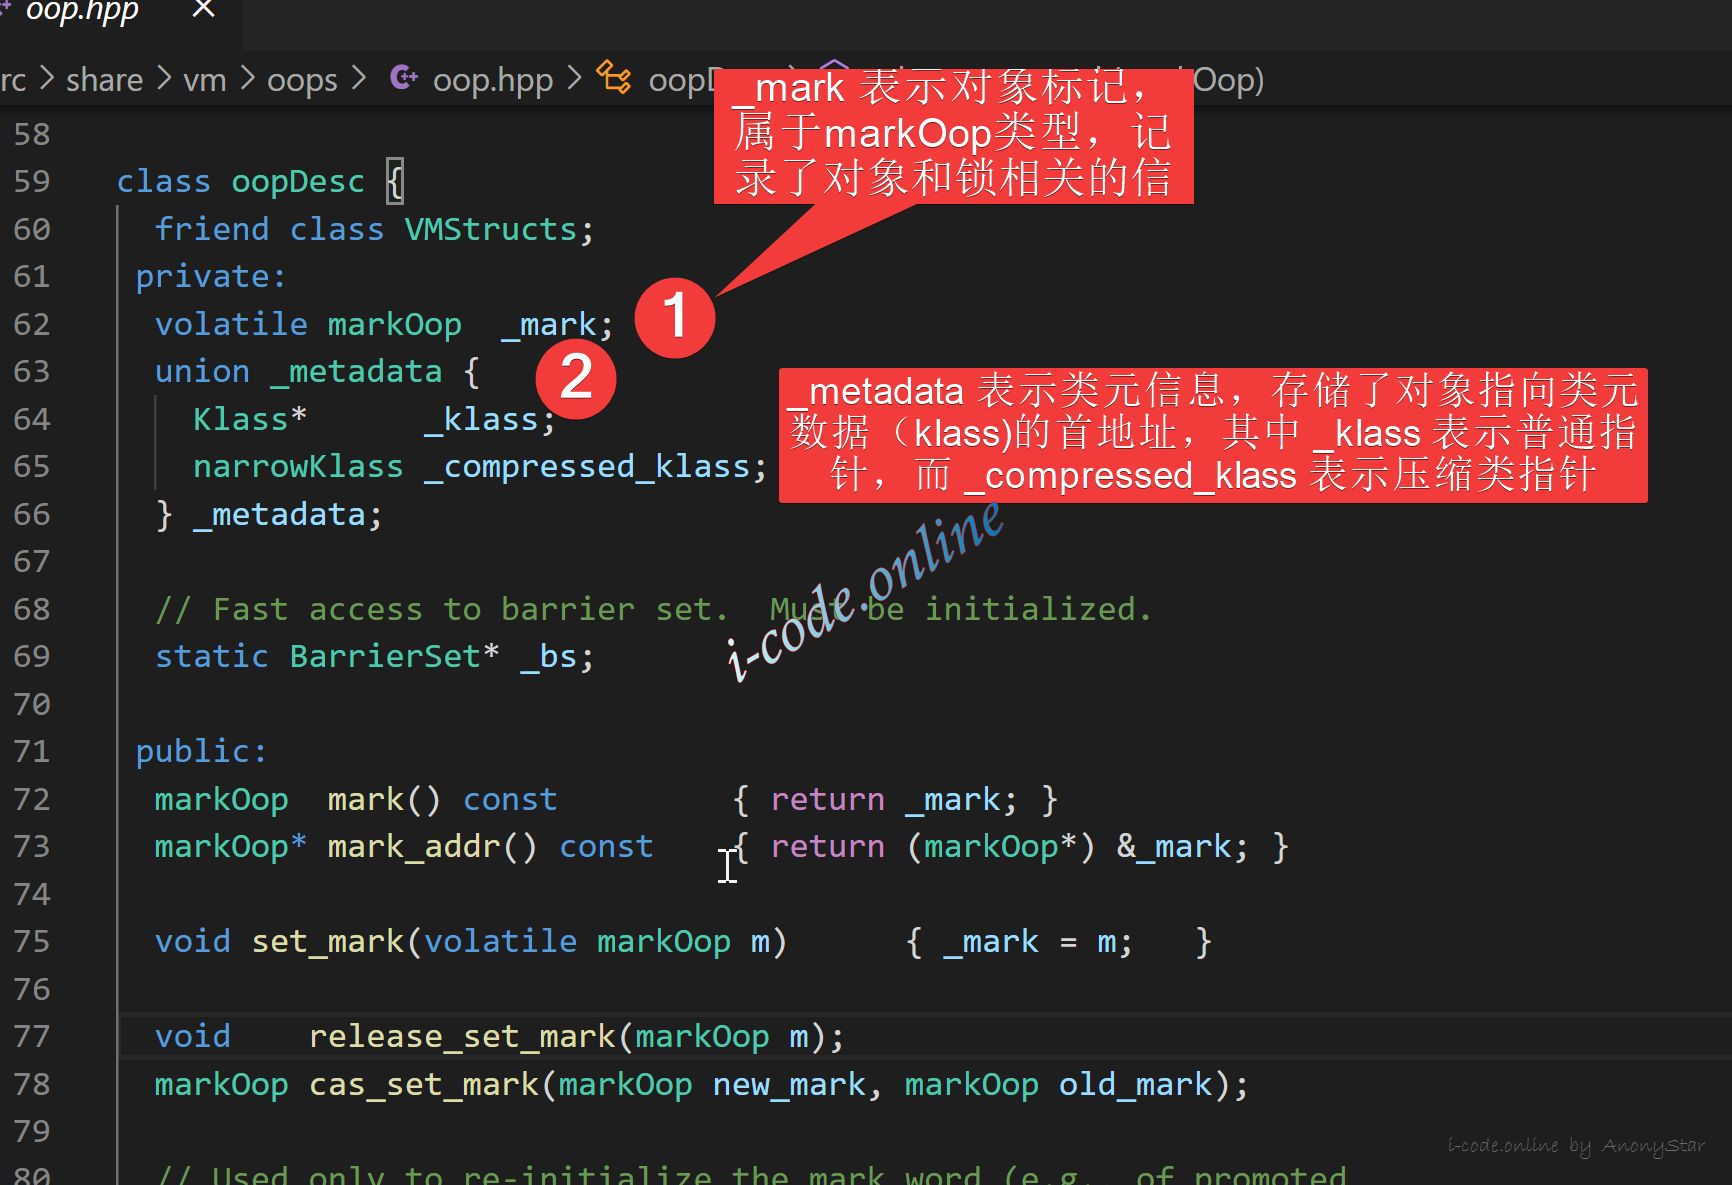 oop.hpp
rc > share > vm > oops > oop.hpp > oopD Oop)
_mark 表示对象标记，
属于markOop类型，记
录了对象和锁相关的信
58
59 class oopDesc {
60 friend class VMStructs;
61 private:
62 volatile markOop _mark;
1
63 union _metadata {
2
64 Klass* _klass;
65 narrowKlass _compressed_klass;
_metadata 表示类元信息，存储了对象指向类元
数据（klass)的首地址，其中 _klass 表示普通指
针，而 _compressed_klass 表示压缩类指针
66 } _metadata;
67
68 // Fast access to barrier set. Must be initialized.
69 static BarrierSet* _bs;
i-code.online
70
71 public:
72 markOop mark() const { return _mark; }
73 markOop* mark_addr() const { return (markOop*) &_mark; }
74
75 void set_mark(volatile markOop m) { _mark = m; }
76
77 void release_set_mark(markOop m);
78 markOop cas_set_mark(markOop new_mark, markOop old_mark);
79
i-code.online by AnonyStar
80 // Used only to re-initialize the mark word (e.g., of promoted